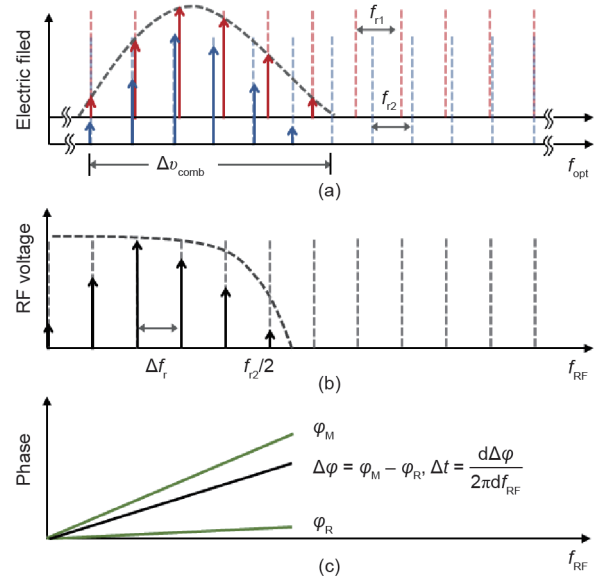 Electric filed
f_r1
f_r2
Δυ_comb
f_opt
(a)
RF voltage
Δf_r
f_r2/2
f_RF
(b)
Phase
φ_M
Δφ = φ_M − φ_R, Δt = dΔφ / 2πdf_RF
φ_R
f_RF
(c)